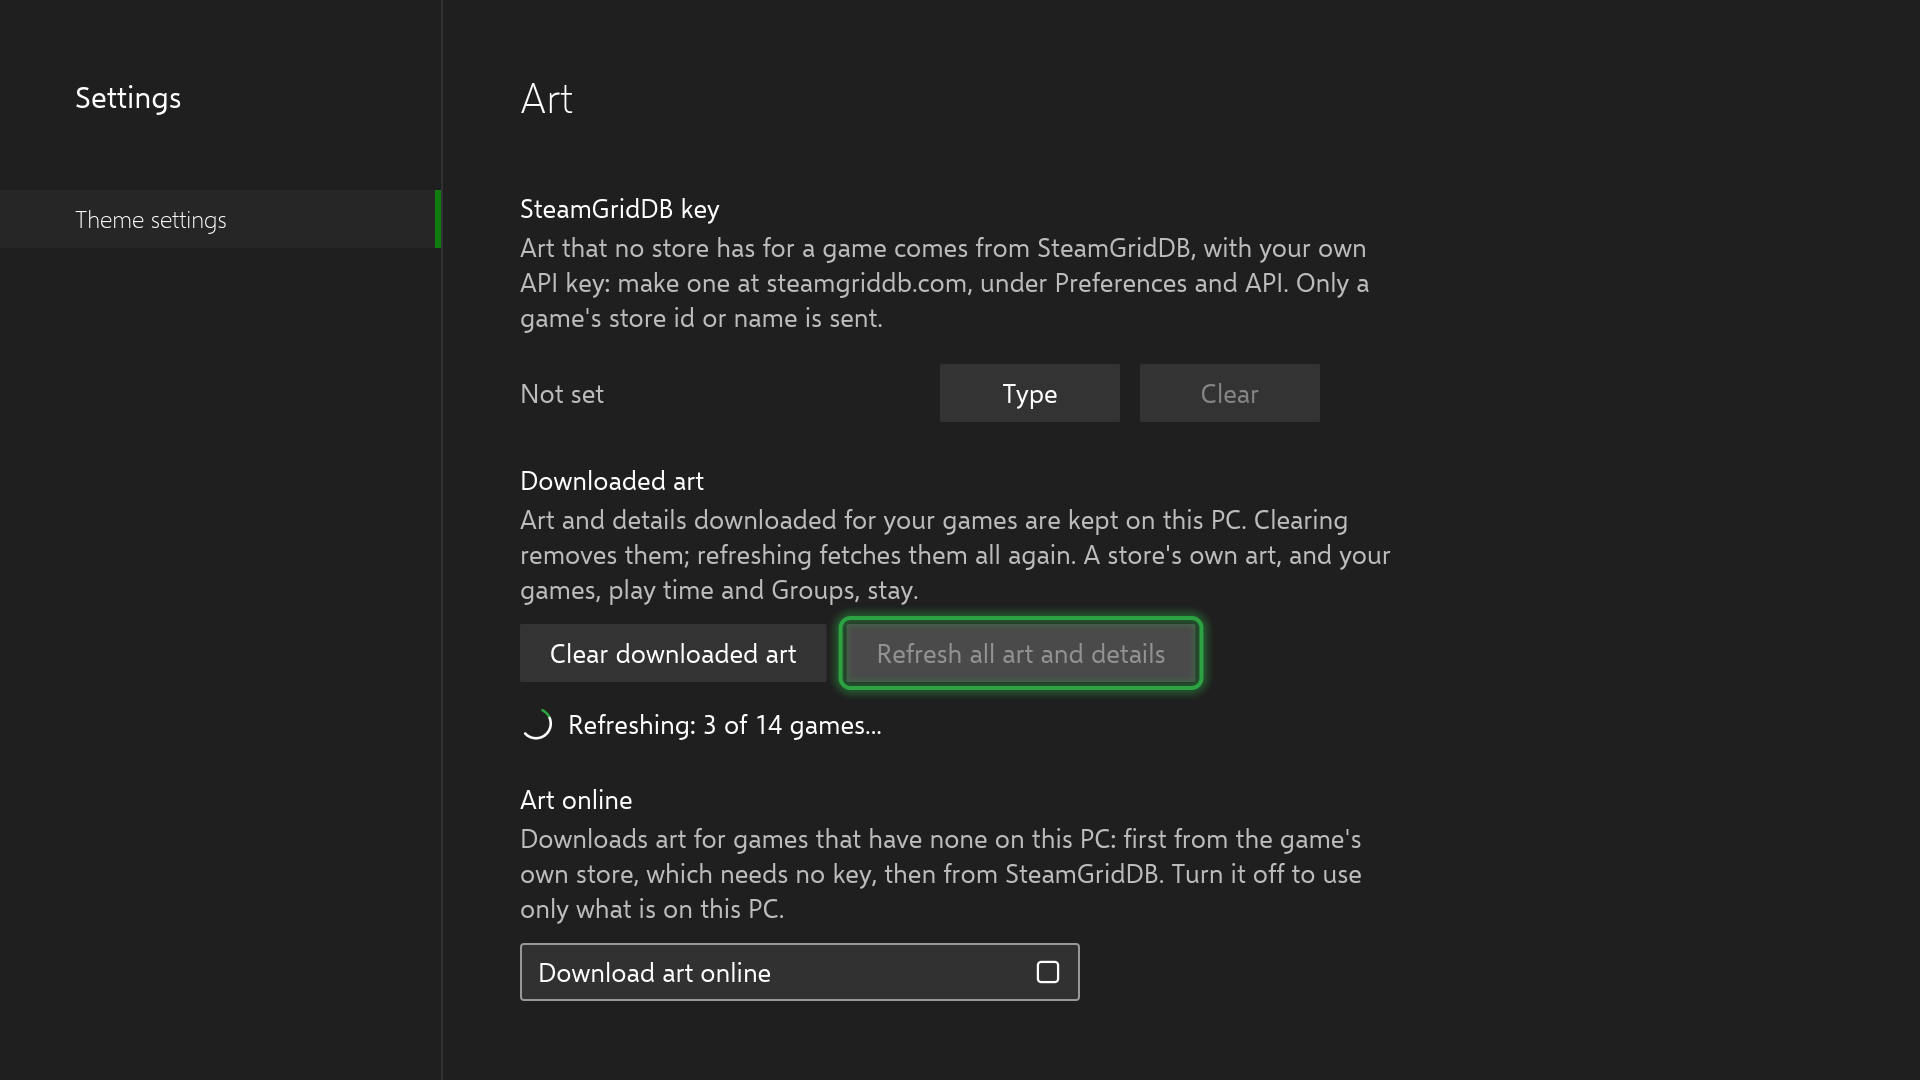 Settings
Theme settings
Art
SteamGridDB key
Art that no store has for a game comes from SteamGridDB, with your own
API key: make one at steamgriddb.com, under Preferences and API. Only a
game's store id or name is sent.
Not set
Type
Clear
Downloaded art
Art and details downloaded for your games are kept on this PC. Clearing
removes them; refreshing fetches them all again. A store's own art, and your
games, play time and Groups, stay.
Clear downloaded art
Refresh all art and details
Refreshing: 3 of 14 games...
Art online
Downloads art for games that have none on this PC: first from the game's
own store, which needs no key, then from SteamGridDB. Turn it off to use
only what is on this PC.
Download art online